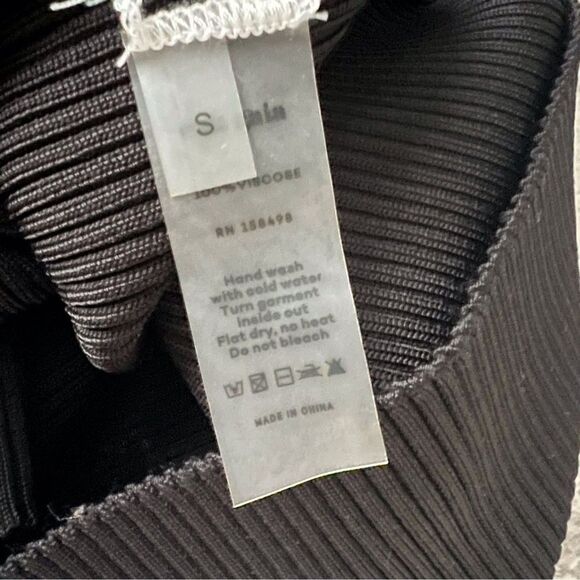 S
100% VISCOSE
RN 158498
Hand wash
with cold water
Turn garment
inside out
Flat dry, no heat
Do not bleach
MADE IN CHINA